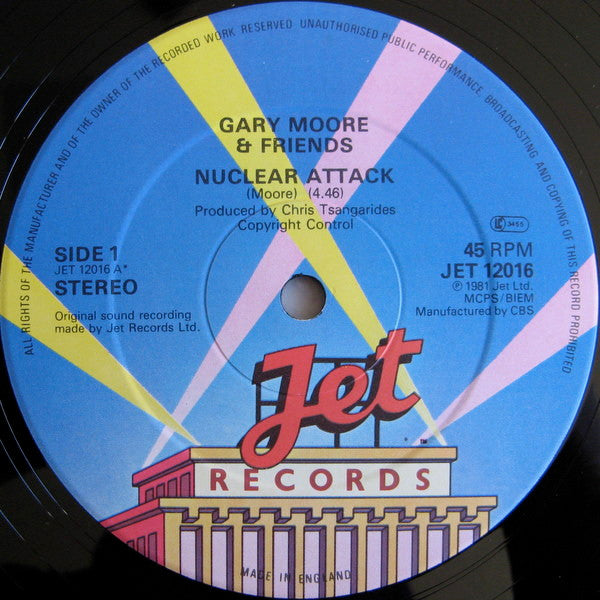 ALL RIGHTS OF THE MANUFACTURER AND OF THE OWNER OF THE RECORDED WORK RESERVED UNAUTHORISED PUBLIC PERFORMANCE BROADCASTING AND COPYING OF THIS RECORD PROHIBITED
GARY MOORE
& FRIENDS
NUCLEAR ATTACK
(Moore) (4.46)
Produced by Chris Tsangarides
Copyright Control
SIDE 1
JET 12016 A*
STEREO
Original sound recording
made by Jet Records Ltd.
LC 3455
45 RPM
JET 12016
℗ 1981 Jet Ltd.
MCPS/BIEM
Manufactured by CBS
Jet
TM
RECORDS
MADE IN ENGLAND